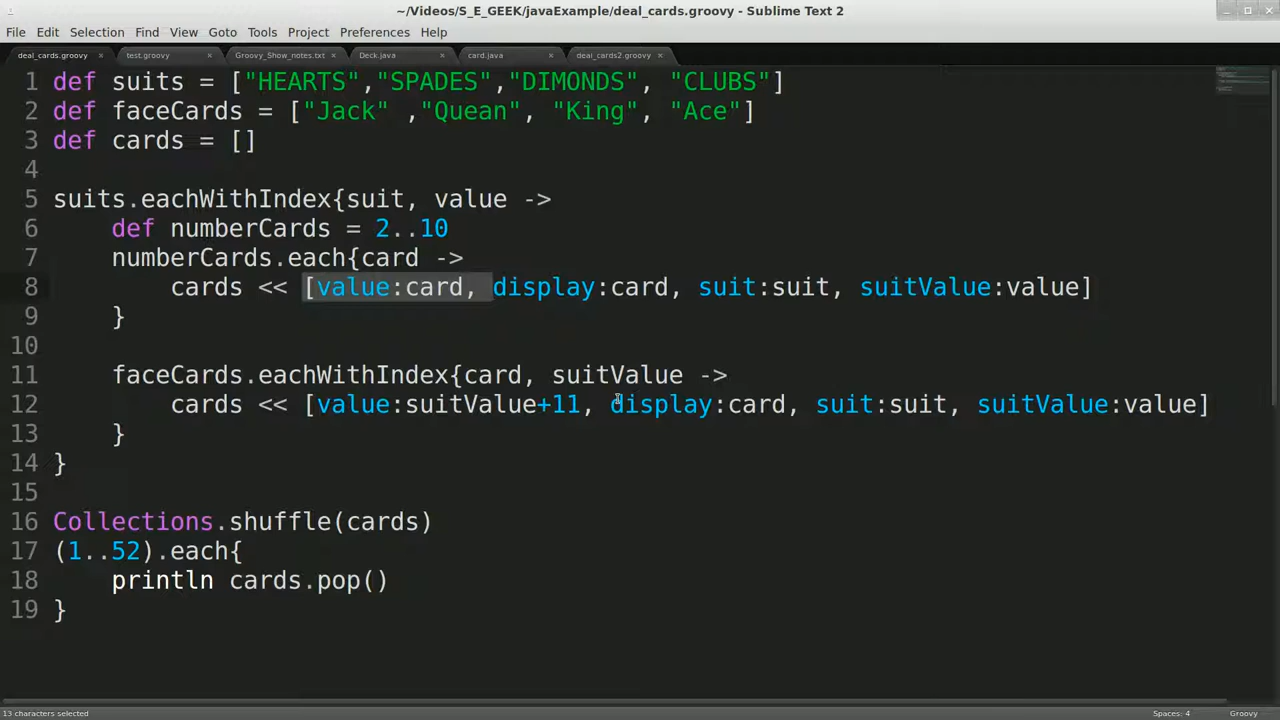 ~/Videos/S_E_GEEK/javaExample/deal_cards.groovy - Sublime Text 2
File Edit Selection Find View Goto Tools Project Preferences Help
deal_cards.groovy × test.groovy × Groovy_Show_notes.txt × Deck.java × card.java × deal_cards2.groovy ×
1 def suits = ["HEARTS","SPADES","DIMONDS", "CLUBS"]
2 def faceCards = ["Jack" ,"Quean", "King", "Ace"]
3 def cards = []
4
5 suits.eachWithIndex{suit, value ->
6 def numberCards = 2..10
7 numberCards.each{card ->
8 cards << [value:card, display:card, suit:suit, suitValue:value]
9 }
10
11 faceCards.eachWithIndex{card, suitValue ->
12 cards << [value:suitValue+11, display:card, suit:suit, suitValue:value]
13 }
14 }
15
16 Collections.shuffle(cards)
17 (1..52).each{
18 println cards.pop()
19 }
13 characters selected Spaces: 4 Groovy